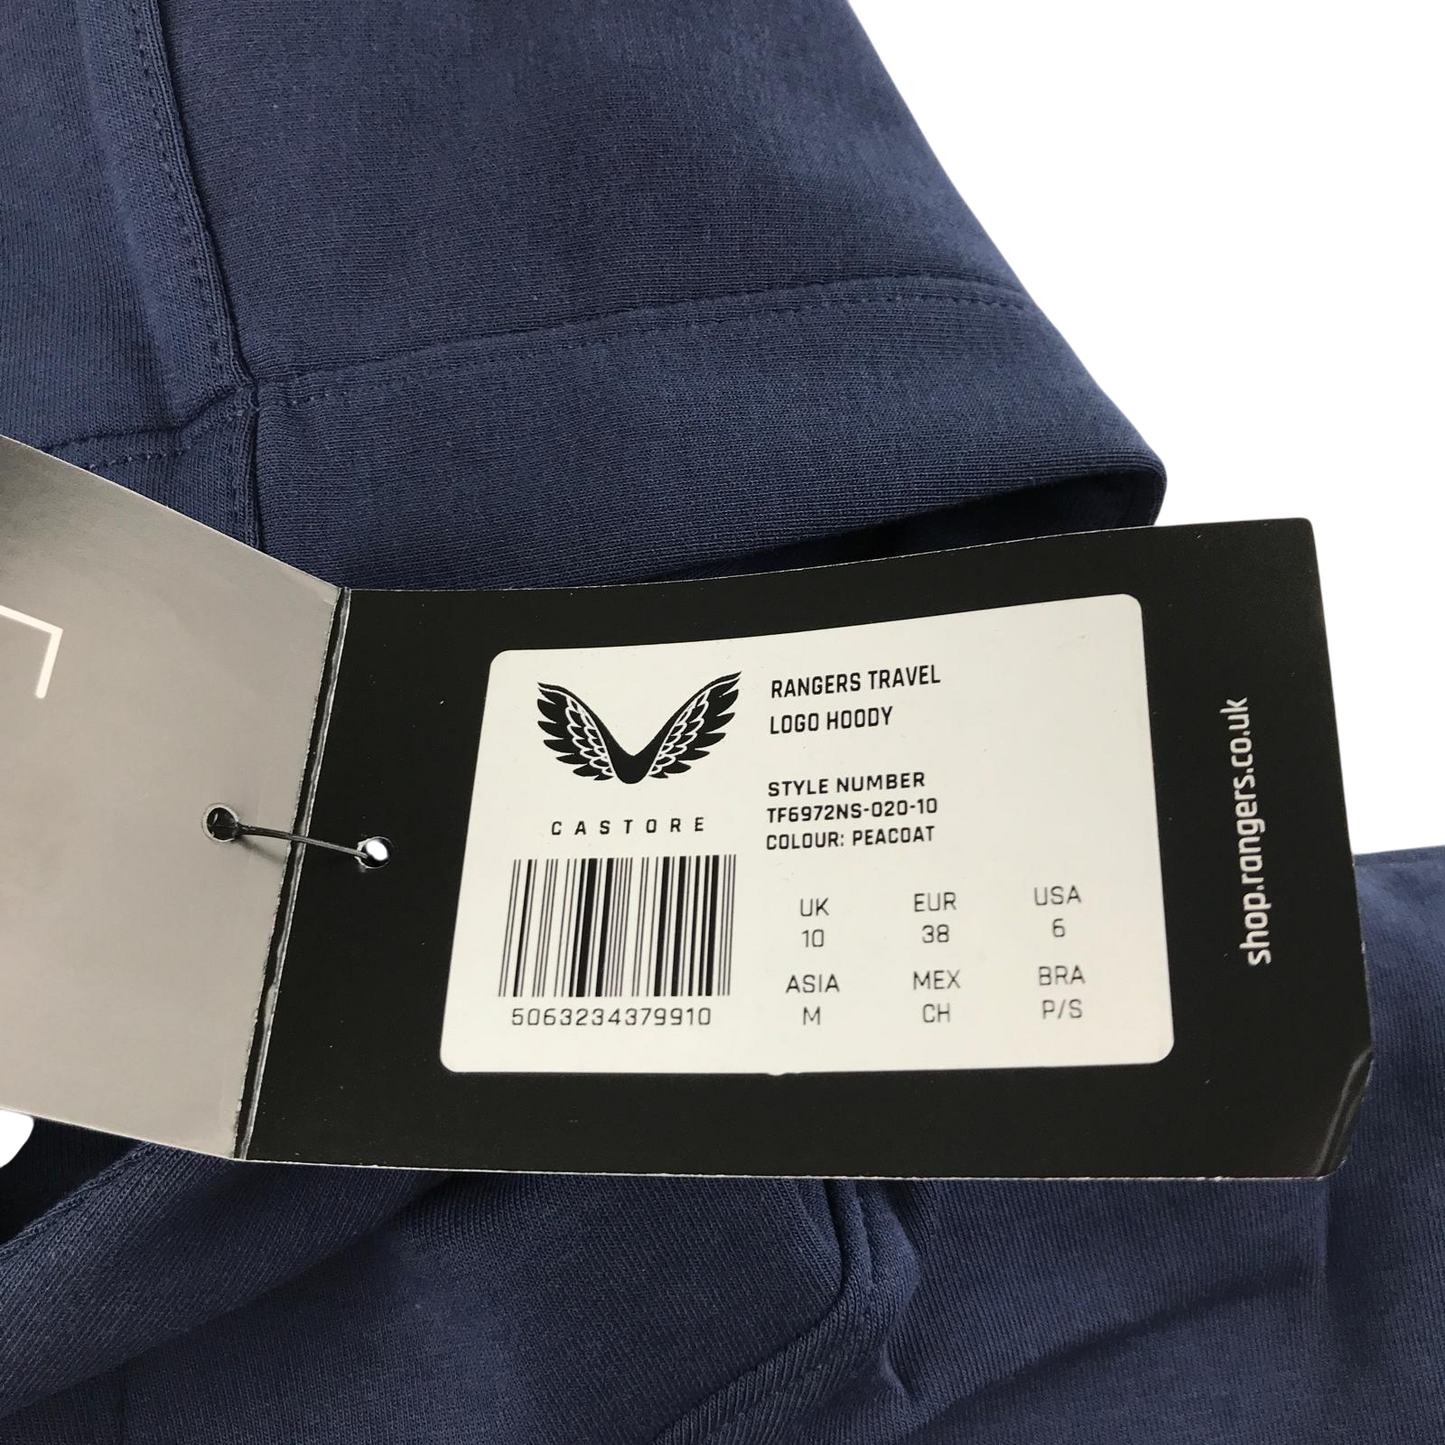 RANGERS TRAVEL
LOGO HOODY
STYLE NUMBER
TF6972NS-020-10
COLOUR: PEACOAT
CASTORE
5063234379910
UK EUR USA
10 38 6
ASIA MEX BRA
M CH P/S
shop.rangers.co.uk